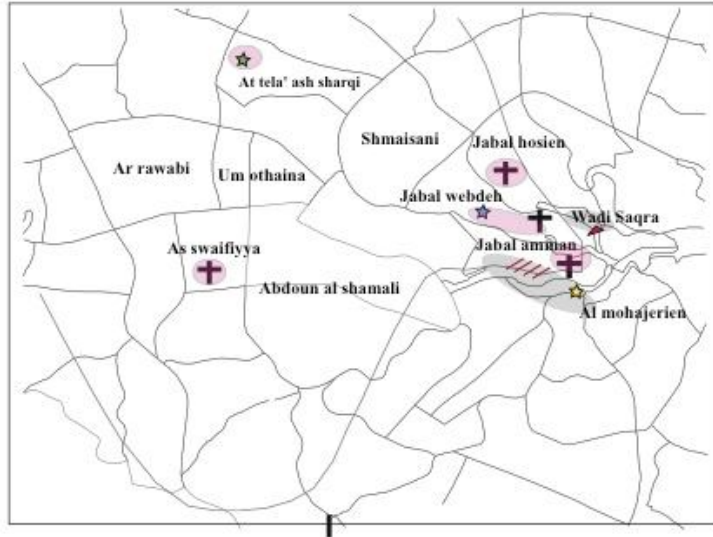 At tela' ash sharqi
Shmaisani
Jabal hosien
Ar rawabi
Um othaina
Jabal webdeh
Wadi Saqra
As swaifiyya
Jabal amman
Abdoun al shamali
Al mohajerien